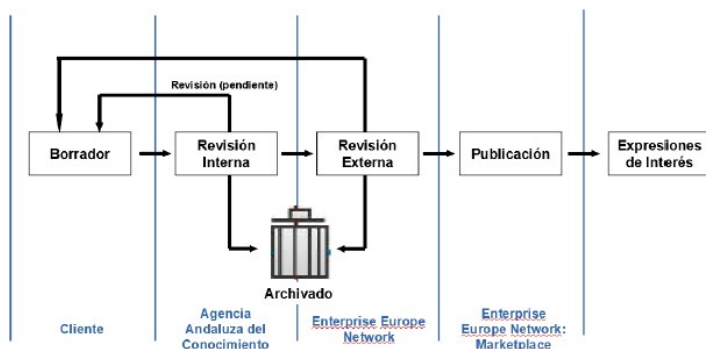 Revisión (pendiente)
Borrador
Revisión
Interna
Revisión
Externa
Publicación
Expresiones
de Interés
Archivado
Cliente
Agencia
Andaluza del
Conocimiento
Enterprise Europe
Network
Enterprise
Europe Network:
Marketplace